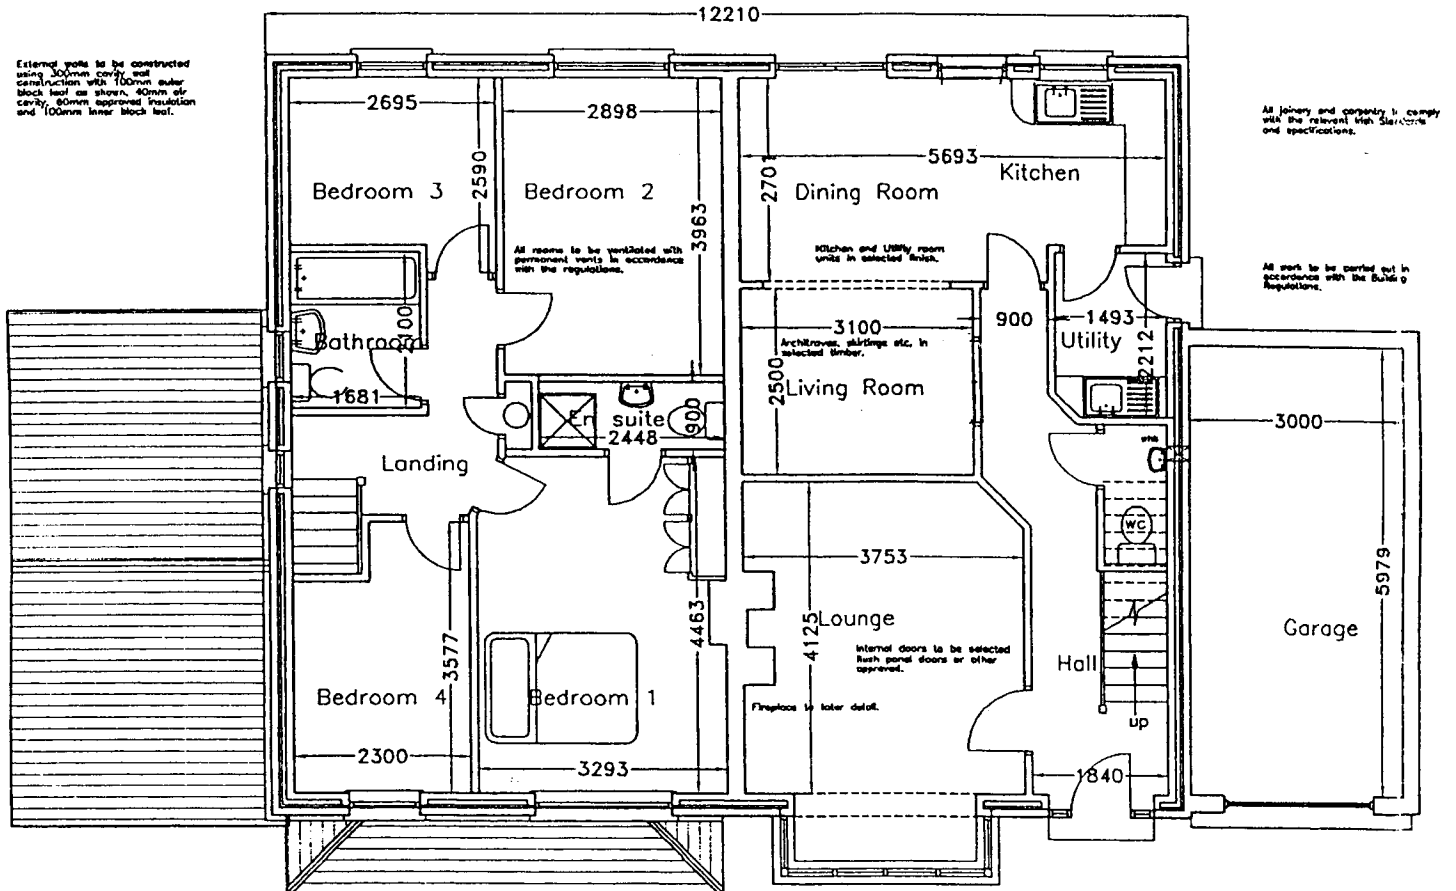 12210
External walls to be constructed
using 300mm cavity wall
construction with 100mm outer
block leaf as shown, 40mm air
cavity, 60mm approved insulation
and 100mm inner block leaf.
All joinery and carpentry to comply
with the relevant Irish Standards
and specifications.
2695
2898
2590
2701
5693
Kitchen
Bedroom 3
Bedroom 2
Dining Room
3963
All rooms to be ventilated with
permanent vents in accordance
with the regulations.
Kitchen and Utility room
units in selected finish.
All work to be carried out in
accordance with the Building
Regulations.
2100
Bathroom
3100
900
1493
Architraves, skirtings etc. in
selected timber.
Utility
2212
2500
Living Room
1681
En suite
900
2448
3000
whb
Landing
WC
3753
5979
4463
4125
Lounge
Garage
Internal doors to be selected
flush panel doors or other
approved.
Hall
3577
Bedroom 4
Bedroom 1
Fireplace to later detail.
up
2300
3293
1840